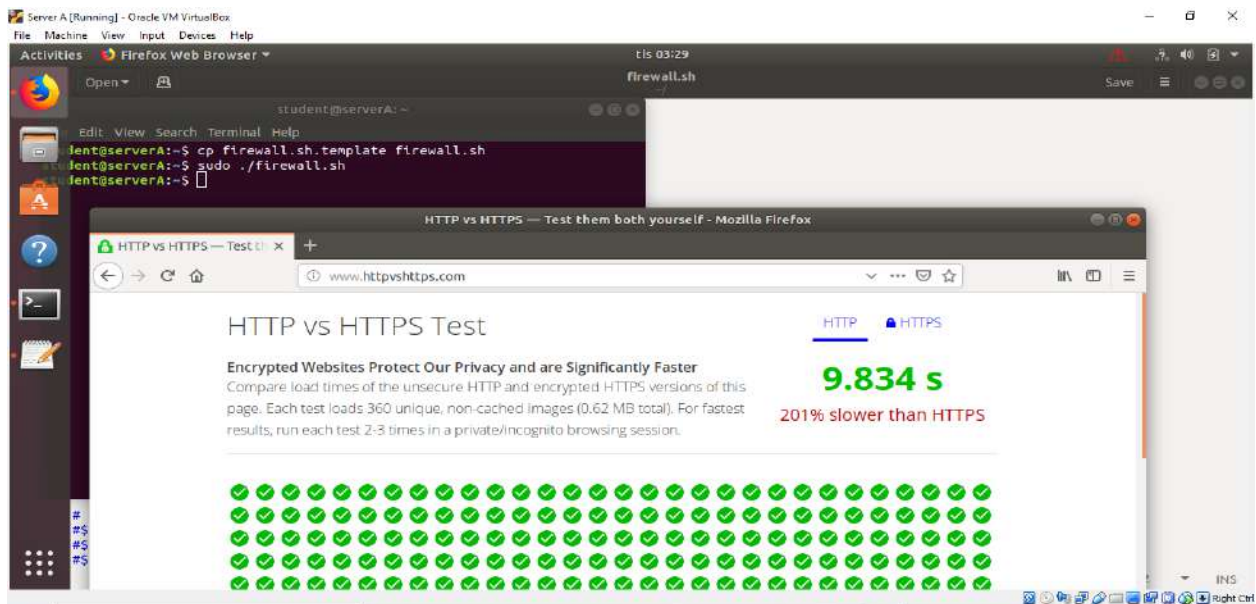 Server A [Running] - Oracle VM VirtualBox
File Machine View Input Devices Help
Activities Firefox Web Browser tis 03:29
Open firewall.sh Save
~/
student@serverA: ~
Edit View Search Terminal Help
dent@serverA:~$ cp firewall.sh.template firewall.sh
dent@serverA:~$ sudo ./firewall.sh
dent@serverA:~$
HTTP vs HTTPS — Test them both yourself - Mozilla Firefox
HTTP vs HTTPS — Test th
www.httpvshttps.com
HTTP vs HTTPS Test
HTTP HTTPS
Encrypted Websites Protect Our Privacy and are Significantly Faster
Compare load times of the unsecure HTTP and encrypted HTTPS versions of this
page. Each test loads 360 unique, non-cached images (0.62 MB total). For fastest
results, run each test 2-3 times in a private/incognito browsing session.
9.834 s
201% slower than HTTPS
#
#$
#$
#$
INS
Right Ctrl